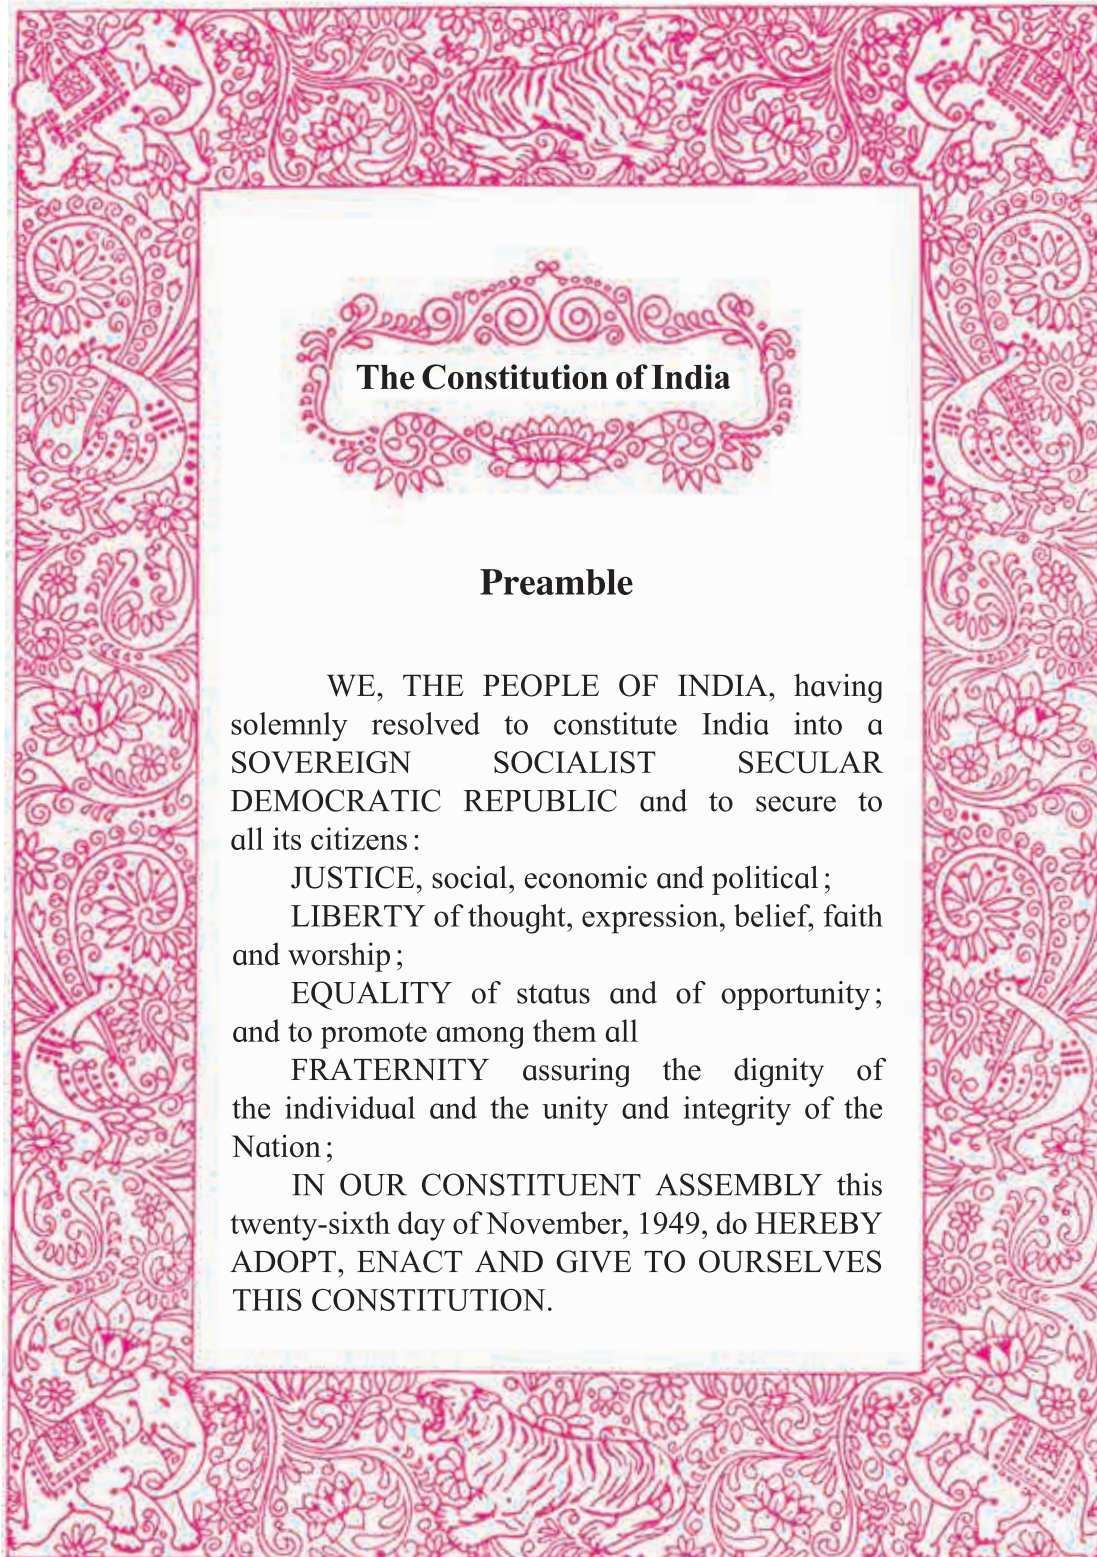 The Constitution of India
Preamble
WE, THE PEOPLE OF INDIA, having
solemnly resolved to constitute India into a
SOVEREIGN SOCIALIST SECULAR
DEMOCRATIC REPUBLIC and to secure to
all its citizens :
JUSTICE, social, economic and political ;
LIBERTY of thought, expression, belief, faith
and worship ;
EQUALITY of status and of opportunity ;
and to promote among them all
FRATERNITY assuring the dignity of
the individual and the unity and integrity of the
Nation ;
IN OUR CONSTITUENT ASSEMBLY this
twenty-sixth day of November, 1949, do HEREBY
ADOPT, ENACT AND GIVE TO OURSELVES
THIS CONSTITUTION.